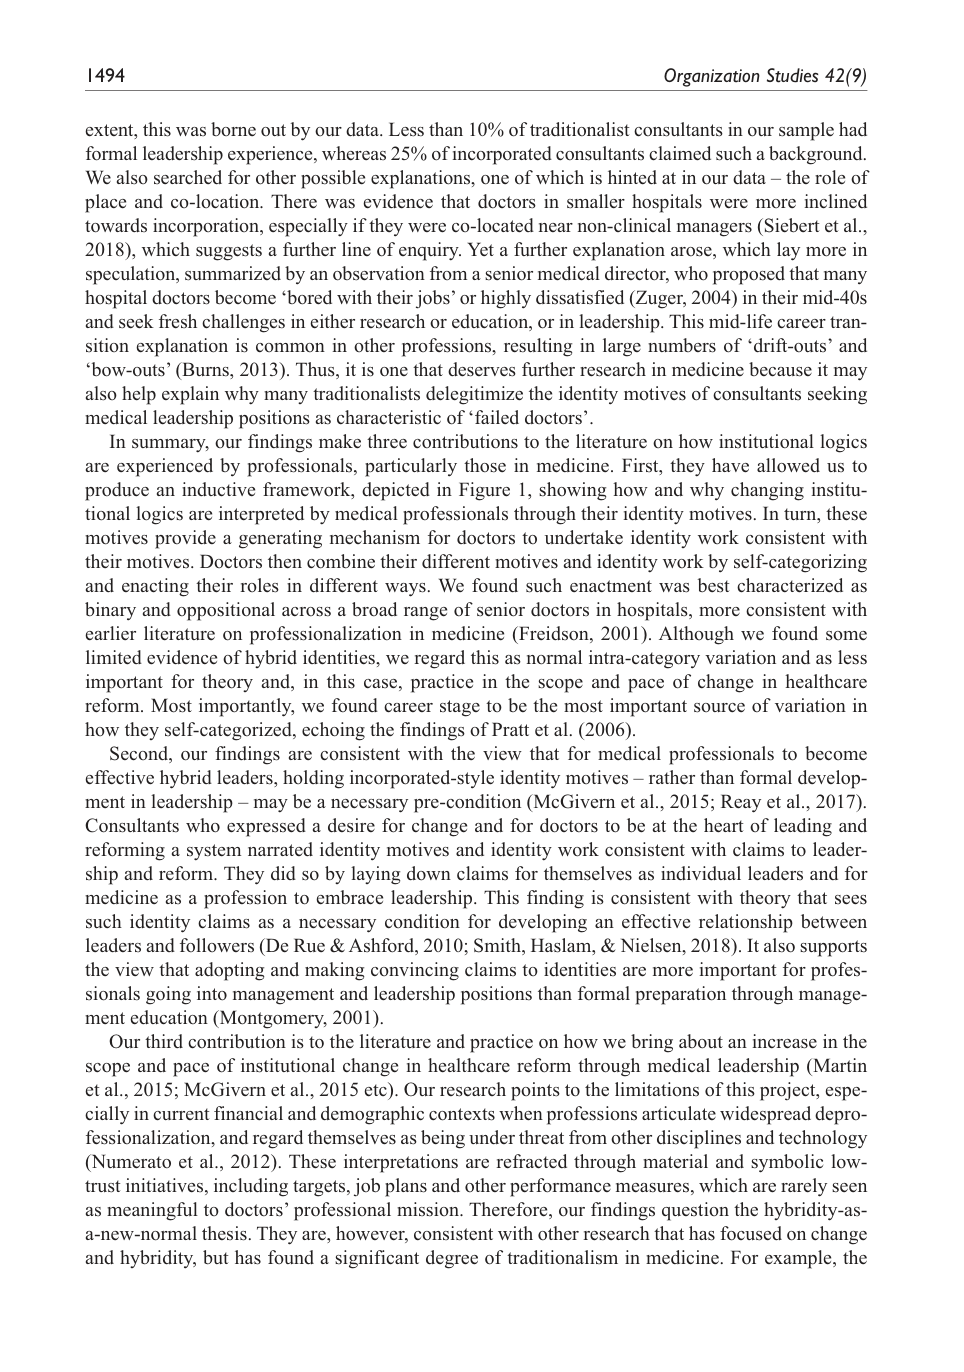 1494
Organization Studies 42(9)
extent, this was borne out by our data. Less than 10% of traditionalist consultants in our sample had
formal leadership experience, whereas 25% of incorporated consultants claimed such a background.
We also searched for other possible explanations, one of which is hinted at in our data – the role of
place and co-location. There was evidence that doctors in smaller hospitals were more inclined
towards incorporation, especially if they were co-located near non-clinical managers (Siebert et al.,
2018), which suggests a further line of enquiry. Yet a further explanation arose, which lay more in
speculation, summarized by an observation from a senior medical director, who proposed that many
hospital doctors become ‘bored with their jobs’ or highly dissatisfied (Zuger, 2004) in their mid-40s
and seek fresh challenges in either research or education, or in leadership. This mid-life career tran-
sition explanation is common in other professions, resulting in large numbers of ‘drift-outs’ and
‘bow-outs’ (Burns, 2013). Thus, it is one that deserves further research in medicine because it may
also help explain why many traditionalists delegitimize the identity motives of consultants seeking
medical leadership positions as characteristic of ‘failed doctors’.
In summary, our findings make three contributions to the literature on how institutional logics
are experienced by professionals, particularly those in medicine. First, they have allowed us to
produce an inductive framework, depicted in Figure 1, showing how and why changing institu-
tional logics are interpreted by medical professionals through their identity motives. In turn, these
motives provide a generating mechanism for doctors to undertake identity work consistent with
their motives. Doctors then combine their different motives and identity work by self-categorizing
and enacting their roles in different ways. We found such enactment was best characterized as
binary and oppositional across a broad range of senior doctors in hospitals, more consistent with
earlier literature on professionalization in medicine (Freidson, 2001). Although we found some
limited evidence of hybrid identities, we regard this as normal intra-category variation and as less
important for theory and, in this case, practice in the scope and pace of change in healthcare
reform. Most importantly, we found career stage to be the most important source of variation in
how they self-categorized, echoing the findings of Pratt et al. (2006).
Second, our findings are consistent with the view that for medical professionals to become
effective hybrid leaders, holding incorporated-style identity motives – rather than formal develop-
ment in leadership – may be a necessary pre-condition (McGivern et al., 2015; Reay et al., 2017).
Consultants who expressed a desire for change and for doctors to be at the heart of leading and
reforming a system narrated identity motives and identity work consistent with claims to leader-
ship and reform. They did so by laying down claims for themselves as individual leaders and for
medicine as a profession to embrace leadership. This finding is consistent with theory that sees
such identity claims as a necessary condition for developing an effective relationship between
leaders and followers (De Rue & Ashford, 2010; Smith, Haslam, & Nielsen, 2018). It also supports
the view that adopting and making convincing claims to identities are more important for profes-
sionals going into management and leadership positions than formal preparation through manage-
ment education (Montgomery, 2001).
Our third contribution is to the literature and practice on how we bring about an increase in the
scope and pace of institutional change in healthcare reform through medical leadership (Martin
et al., 2015; McGivern et al., 2015 etc). Our research points to the limitations of this project, espe-
cially in current financial and demographic contexts when professions articulate widespread depro-
fessionalization, and regard themselves as being under threat from other disciplines and technology
(Numerato et al., 2012). These interpretations are refracted through material and symbolic low-
trust initiatives, including targets, job plans and other performance measures, which are rarely seen
as meaningful to doctors’ professional mission. Therefore, our findings question the hybridity-as-
a-new-normal thesis. They are, however, consistent with other research that has focused on change
and hybridity, but has found a significant degree of traditionalism in medicine. For example, the